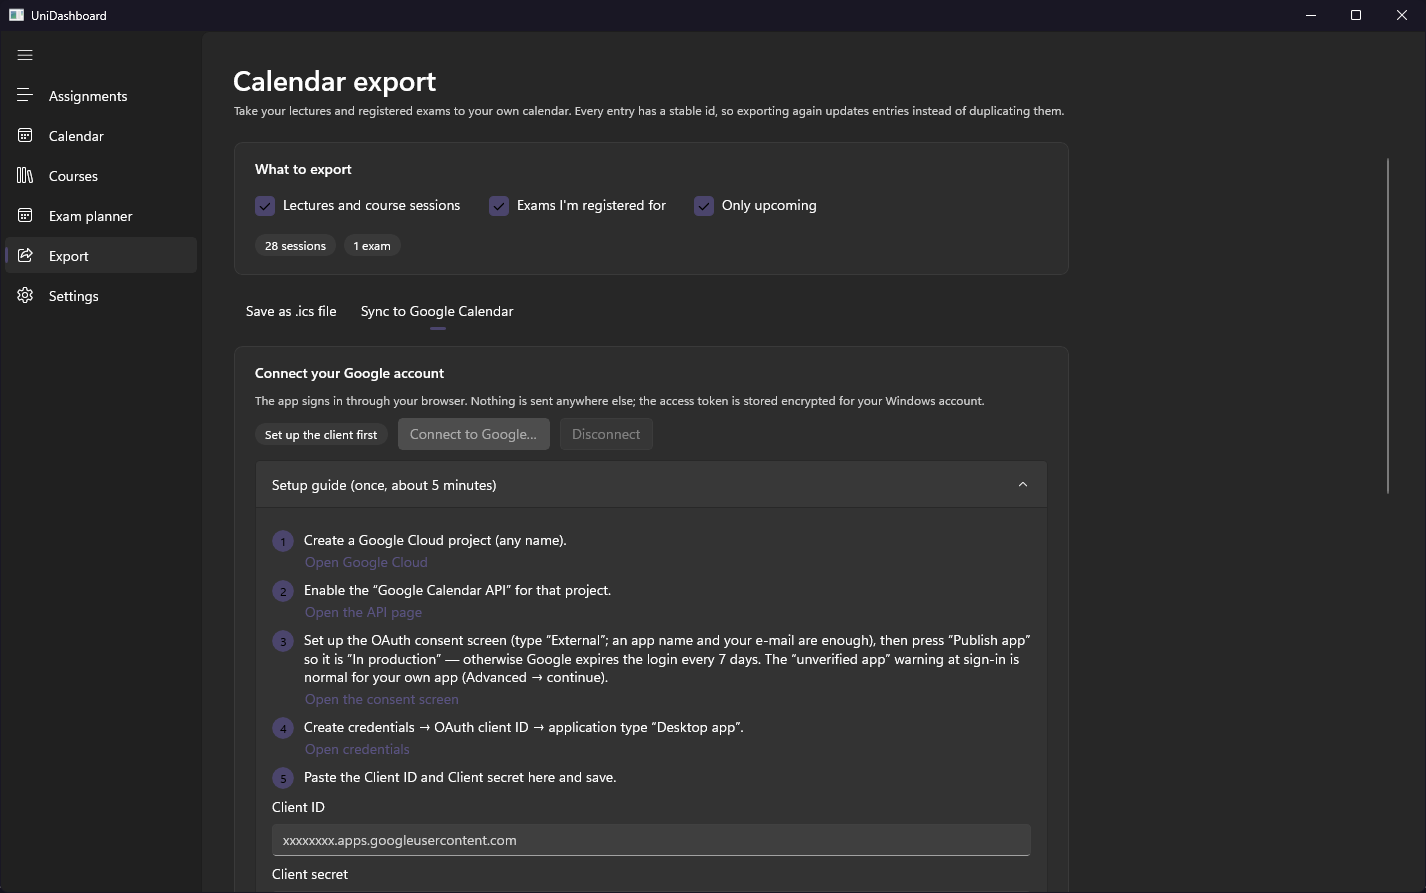 UniDashboard
Assignments
Calendar
Courses
Exam planner
Export
Settings
Calendar export
Take your lectures and registered exams to your own calendar. Every entry has a stable id, so exporting again updates entries instead of duplicating them.
What to export
Lectures and course sessions
Exams I'm registered for
Only upcoming
28 sessions
1 exam
Save as .ics file
Sync to Google Calendar
Connect your Google account
The app signs in through your browser. Nothing is sent anywhere else; the access token is stored encrypted for your Windows account.
Set up the client first
Connect to Google...
Disconnect
Setup guide (once, about 5 minutes)
1 Create a Google Cloud project (any name).
Open Google Cloud
2 Enable the “Google Calendar API” for that project.
Open the API page
3 Set up the OAuth consent screen (type “External”; an app name and your e-mail are enough), then press “Publish app”
so it is “In production” — otherwise Google expires the login every 7 days. The “unverified app” warning at sign-in is
normal for your own app (Advanced → continue).
Open the consent screen
4 Create credentials → OAuth client ID → application type “Desktop app”.
Open credentials
5 Paste the Client ID and Client secret here and save.
Client ID
xxxxxxxx.apps.googleusercontent.com
Client secret